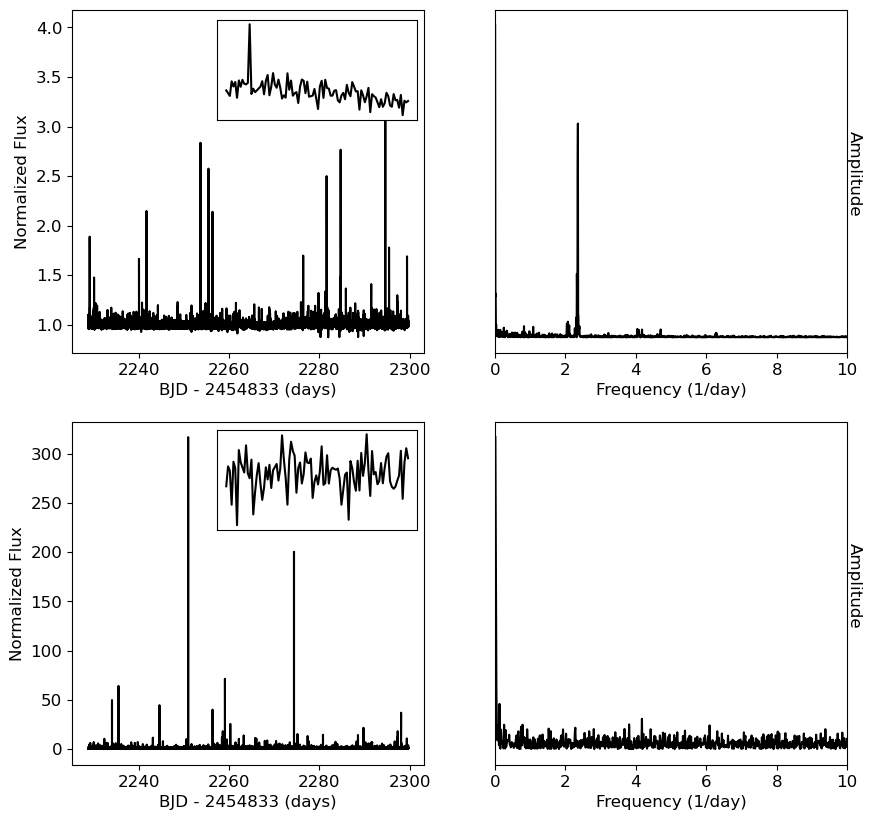 4.0
3.5
3.0
2.5
2.0
1.5
1.0
Normalized Flux
2240 2260 2280 2300
BJD - 2454833 (days)
0 2 4 6 8 10
Frequency (1/day)
Amplitude
300
250
200
150
100
50
0
Normalized Flux
2240 2260 2280 2300
BJD - 2454833 (days)
0 2 4 6 8 10
Frequency (1/day)
Amplitude